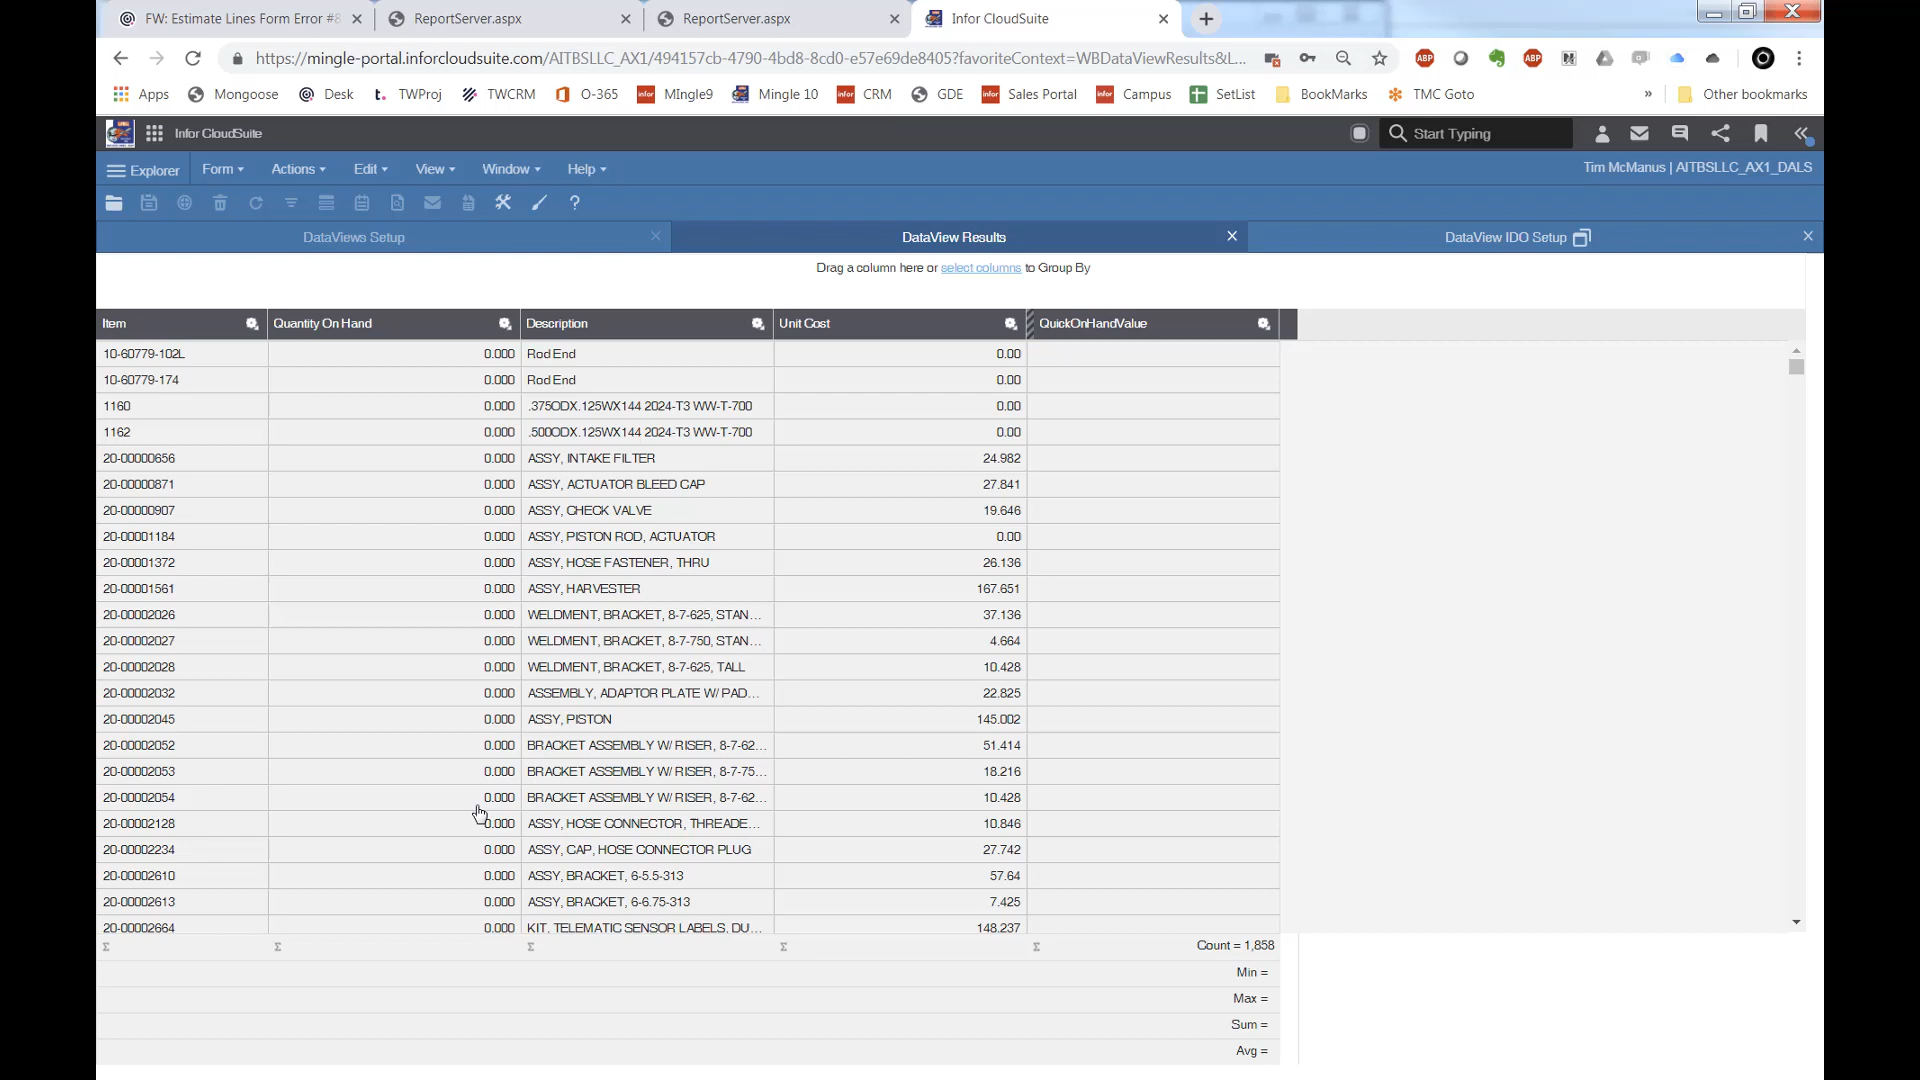 FW: Estimate Lines Form Error #8
ReportServer.aspx
ReportServer.aspx
Infor CloudSuite
https://mingle-portal.inforcloudsuite.com/AITBSLLC_AX1/494157cb-4790-4bd8-8cd0-e57e69de8405?favoriteContext=WBDataViewResults&L...
Apps Mongoose Desk TWProj TWCRM O-365 MIngle9 Mingle 10 CRM GDE Sales Portal Campus SetList BookMarks TMC Goto » Other bookmarks
Infor CloudSuite Start Typing
Explorer Form Actions Edit View Window Help Tim McManus | AITBSLLC_AX1_DALS
DataViews Setup DataView Results DataView IDO Setup
Drag a column here or select columns to Group By
Item Quantity On Hand Description Unit Cost QuickOnHandValue
10-60779-102L 0.000 Rod End 0.00
10-60779-174 0.000 Rod End 0.00
1160 0.000 .375ODX.125WX144 2024-T3 WW-T-700 0.00
1162 0.000 .500ODX.125WX144 2024-T3 WW-T-700 0.00
20-00000656 0.000 ASSY, INTAKE FILTER 24.982
20-00000871 0.000 ASSY, ACTUATOR BLEED CAP 27.841
20-00000907 0.000 ASSY, CHECK VALVE 19.646
20-00001184 0.000 ASSY, PISTON ROD, ACTUATOR 0.00
20-00001372 0.000 ASSY, HOSE FASTENER, THRU 26.136
20-00001561 0.000 ASSY, HARVESTER 167.651
20-00002026 0.000 WELDMENT, BRACKET, 8-7-625, STAN... 37.136
20-00002027 0.000 WELDMENT, BRACKET, 8-7-750, STAN... 4.664
20-00002028 0.000 WELDMENT, BRACKET, 8-7-625, TALL 10.428
20-00002032 0.000 ASSEMBLY, ADAPTOR PLATE W/ PAD... 22.825
20-00002045 0.000 ASSY, PISTON 145.002
20-00002052 0.000 BRACKET ASSEMBLY W/ RISER, 8-7-62... 51.414
20-00002053 0.000 BRACKET ASSEMBLY W/ RISER, 8-7-75... 18.216
20-00002054 0.000 BRACKET ASSEMBLY W/ RISER, 8-7-62... 10.428
20-00002128 0.000 ASSY, HOSE CONNECTOR, THREADE... 10.846
20-00002234 0.000 ASSY, CAP, HOSE CONNECTOR PLUG 27.742
20-00002610 0.000 ASSY, BRACKET, 6-5.5-313 57.64
20-00002613 0.000 ASSY, BRACKET, 6-6.75-313 7.425
20-00002664 0.000 KIT, TELEMATIC SENSOR LABELS, DU... 148.237
Σ Σ Σ Σ Σ Count = 1,858
Min =
Max =
Sum =
Avg =